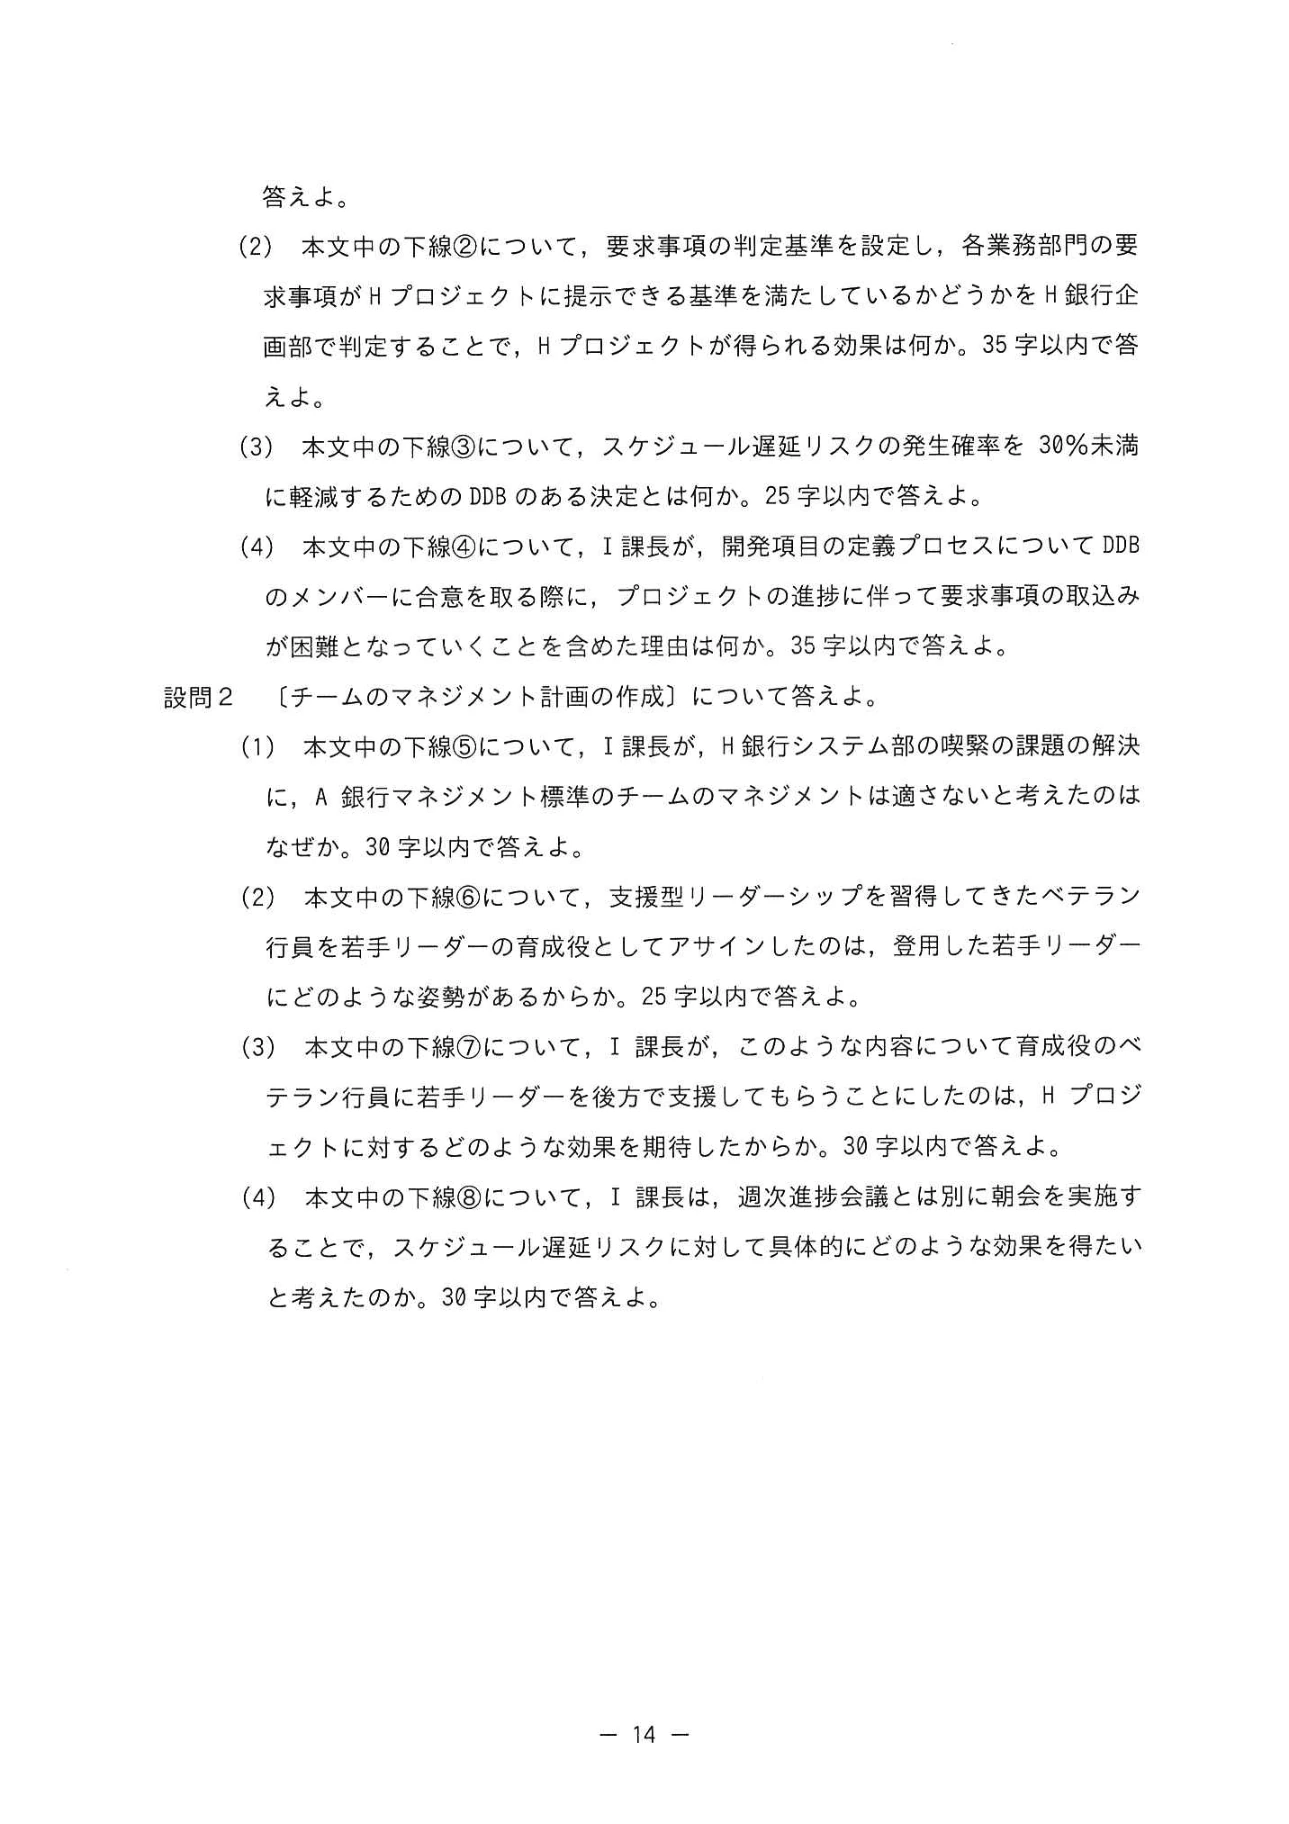 答えよ。
(2) 本文中の下線②について，要求事項の判定基準を設定し，各業務部門の要
求事項が H プロジェクトに提示できる基準を満たしているかどうかを H 銀行企
画部で判定することで，H プロジェクトが得られる効果は何か。35 字以内で答
えよ。
(3) 本文中の下線③について，スケジュール遅延リスクの発生確率を 30％未満
に軽減するための DDB のある決定とは何か。25 字以内で答えよ。
(4) 本文中の下線④について，I 課長が，開発項目の定義プロセスについて DDB
のメンバーに合意を取る際に，プロジェクトの進捗に伴って要求事項の取込み
が困難となっていくことを含めた理由は何か。35 字以内で答えよ。
設問２ 〔チームのマネジメント計画の作成〕について答えよ。
(1) 本文中の下線⑤について，I 課長が，H 銀行システム部の喫緊の課題の解決
に，A 銀行マネジメント標準のチームのマネジメントは適さないと考えたのは
なぜか。30 字以内で答えよ。
(2) 本文中の下線⑥について，支援型リーダーシップを習得してきたベテラン
行員を若手リーダーの育成役としてアサインしたのは，登用した若手リーダー
にどのような姿勢があるからか。25 字以内で答えよ。
(3) 本文中の下線⑦について，I 課長が，このような内容について育成役のベ
テラン行員に若手リーダーを後方で支援してもらうことにしたのは，H プロジ
ェクトに対するどのような効果を期待したからか。30 字以内で答えよ。
(4) 本文中の下線⑧について，I 課長は，週次進捗会議とは別に朝会を実施す
ることで，スケジュール遅延リスクに対して具体的にどのような効果を得たい
と考えたのか。30 字以内で答えよ。
－ 14 －